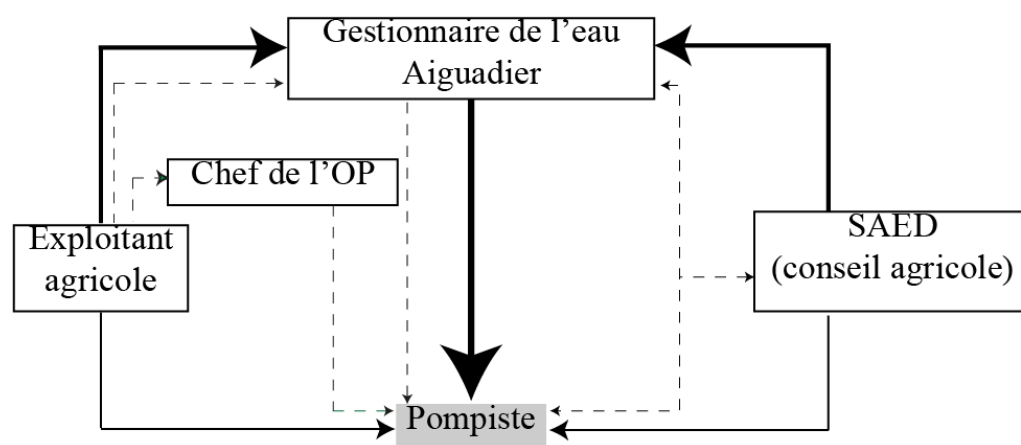 Gestionnaire de l’eau
Aiguadier
Chef de l’OP
Exploitant
agricole
SAED
(conseil agricole)
Pompiste